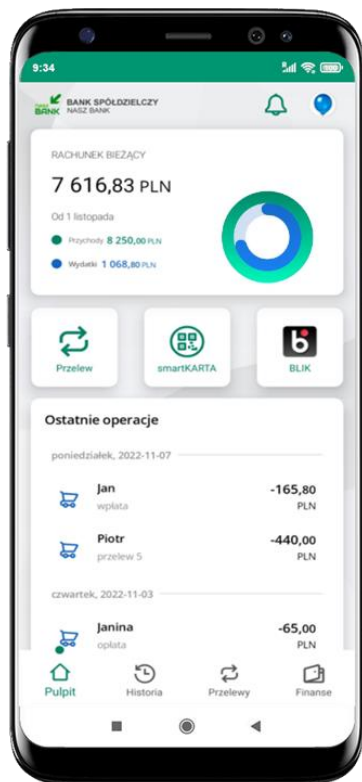 9:34
NASZ
BANK
BANK SPÓŁDZIELCZY
NASZ BANK
RACHUNEK BIEŻĄCY
7 616,83 PLN
Od 1 listopada
Przychody 8 250,00 PLN
Wydatki 1 068,80 PLN
Przelew
smartKARTA
b
BLIK
Ostatnie operacje
poniedziałek, 2022-11-07
Jan -165,80
wpłata PLN
Piotr -440,00
przelew 5 PLN
czwartek, 2022-11-03
Janina -65,00
opłata PLN
Pulpit Historia Przelewy Finanse